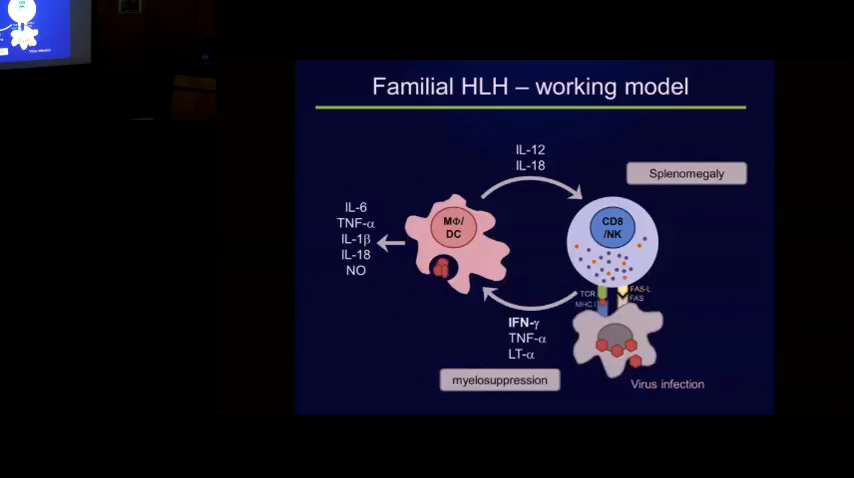 Familial HLH – working model
IL-12
IL-18
Splenomegaly
IL-6
TNF-α
IL-1β
IL-18
NO
MΦ/
DC
CD8
/NK
TCR
MHC I
FAS-L
FAS
IFN-γ
TNF-α
LT-α
myelosuppression
Virus infection